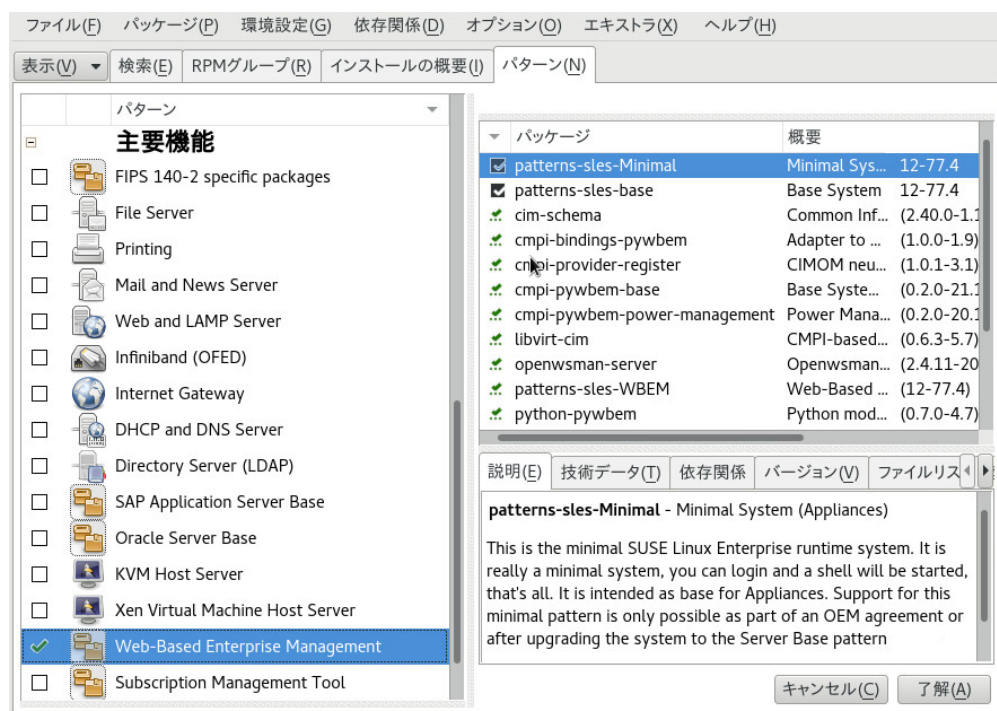 ファイル(F) パッケージ(P) 環境設定(G) 依存関係(D) オプション(O) エキストラ(X) ヘルプ(H)
表示(V) 検索(E) RPMグループ(R) インストールの概要(I) パターン(N)
パターン
主要機能
FIPS 140-2 specific packages
File Server
Printing
Mail and News Server
Web and LAMP Server
Infiniband (OFED)
Internet Gateway
DHCP and DNS Server
Directory Server (LDAP)
SAP Application Server Base
Oracle Server Base
KVM Host Server
Xen Virtual Machine Host Server
Web-Based Enterprise Management
Subscription Management Tool
パッケージ 概要
patterns-sles-Minimal Minimal Sys... 12-77.4
patterns-sles-base Base System 12-77.4
cim-schema Common Inf... (2.40.0-1.1
cmpi-bindings-pywbem Adapter to ... (1.0.0-1.9)
cmpi-provider-register CIMOM neu... (1.0.1-3.1)
cmpi-pywbem-base Base Syste... (0.2.0-21.1
cmpi-pywbem-power-management Power Mana... (0.2.0-20.1
libvirt-cim CMPI-based... (0.6.3-5.7)
openwsman-server Openwsman... (2.4.11-20
patterns-sles-WBEM Web-Based ... (12-77.4)
python-pywbem Python mod... (0.7.0-4.7)
説明(E) 技術データ(T) 依存関係 バージョン(V) ファイルリス
patterns-sles-Minimal - Minimal System (Appliances)
This is the minimal SUSE Linux Enterprise runtime system. It is
really a minimal system, you can login and a shell will be started,
that's all. It is intended as base for Appliances. Support for this
minimal pattern is only possible as part of an OEM agreement or
after upgrading the system to the Server Base pattern
キャンセル(C) 了解(A)